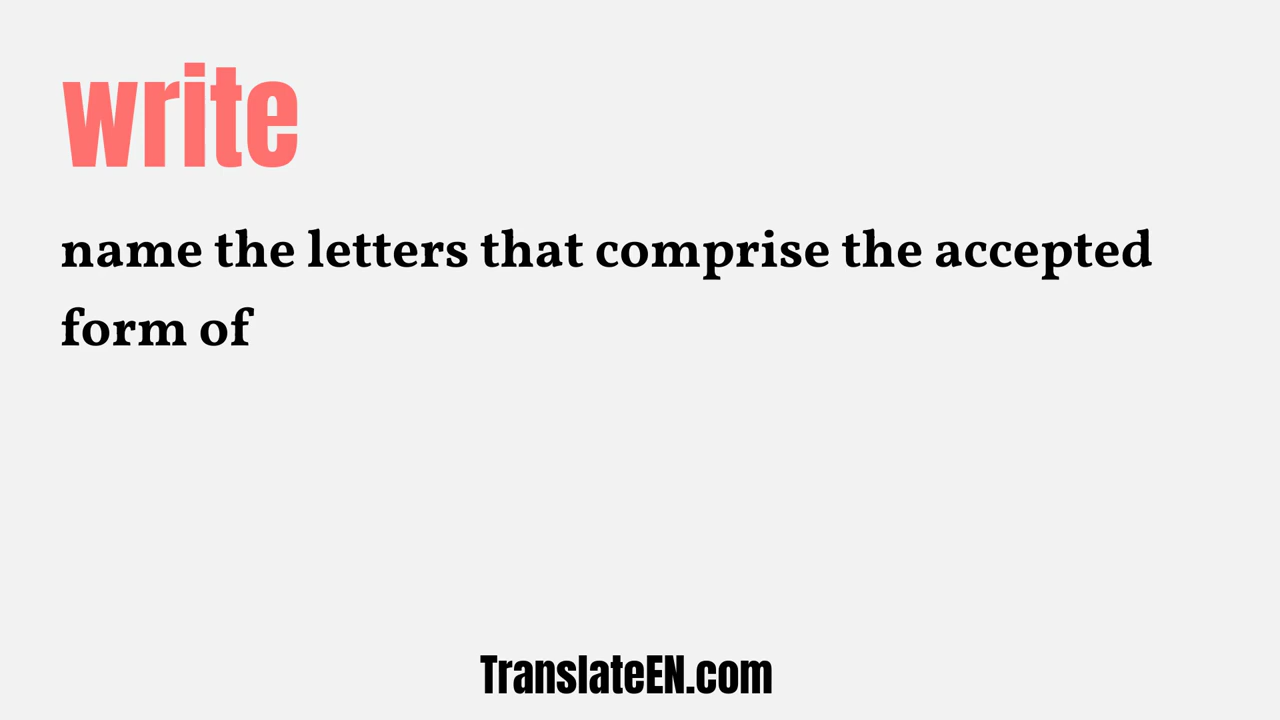 write
name the letters that comprise the accepted
form of
TranslateEN.com